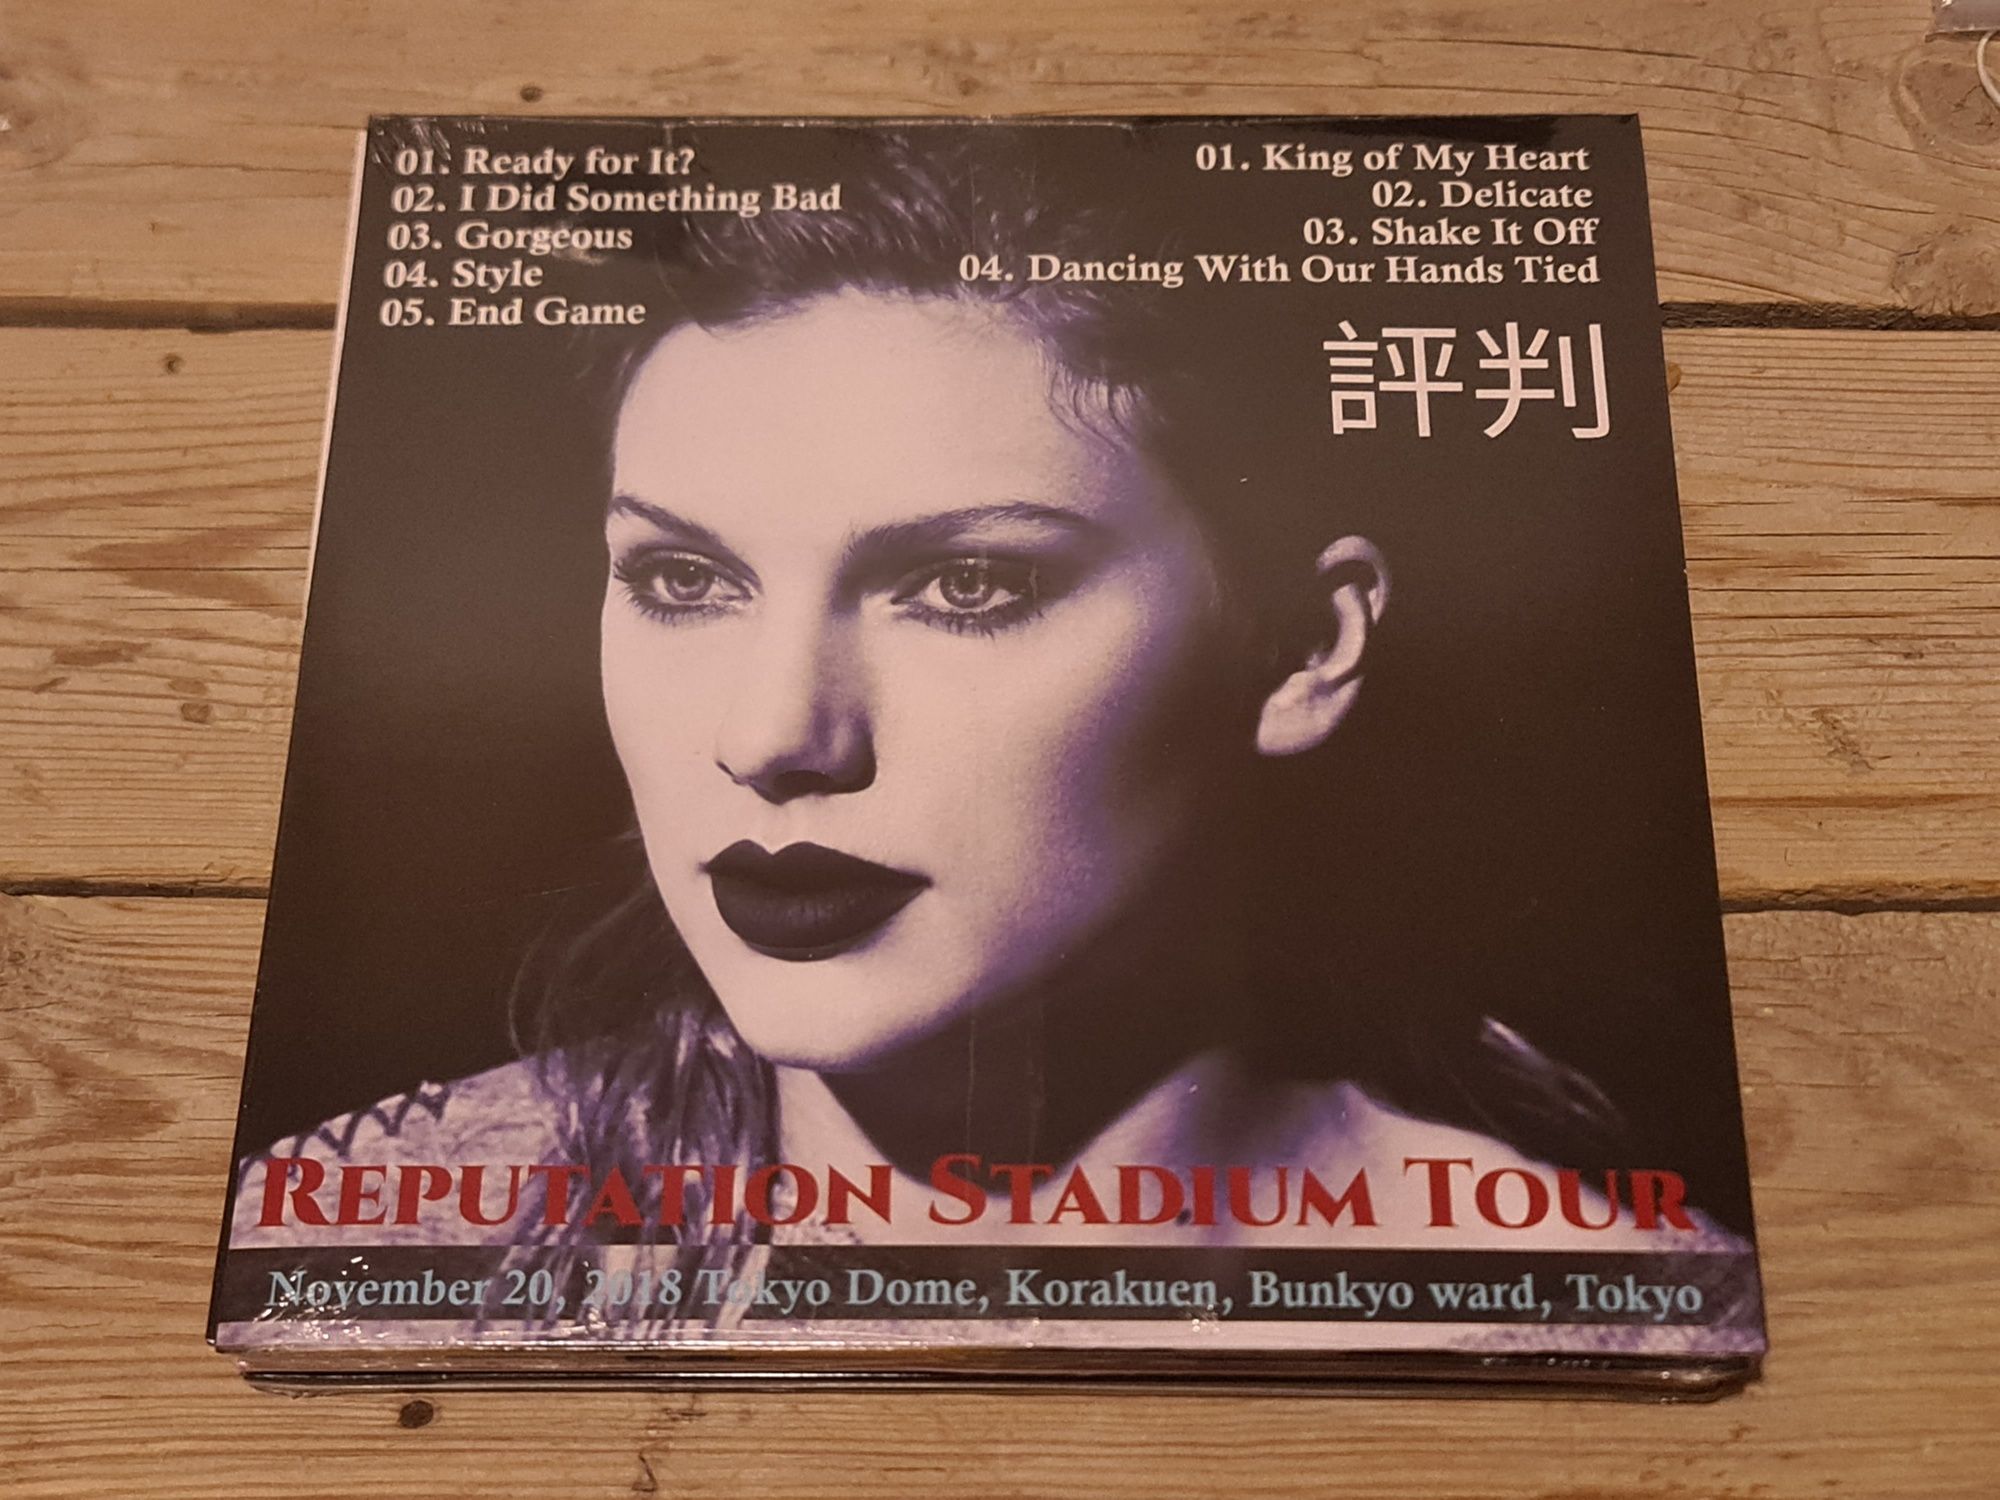 01. Ready for It?
02. I Did Something Bad
03. Gorgeous
04. Style
05. End Game
01. King of My Heart
02. Delicate
03. Shake It Off
04. Dancing With Our Hands Tied
評判
REPUTATION STADIUM TOUR
November 20, 2018 Tokyo Dome, Korakuen, Bunkyo ward, Tokyo